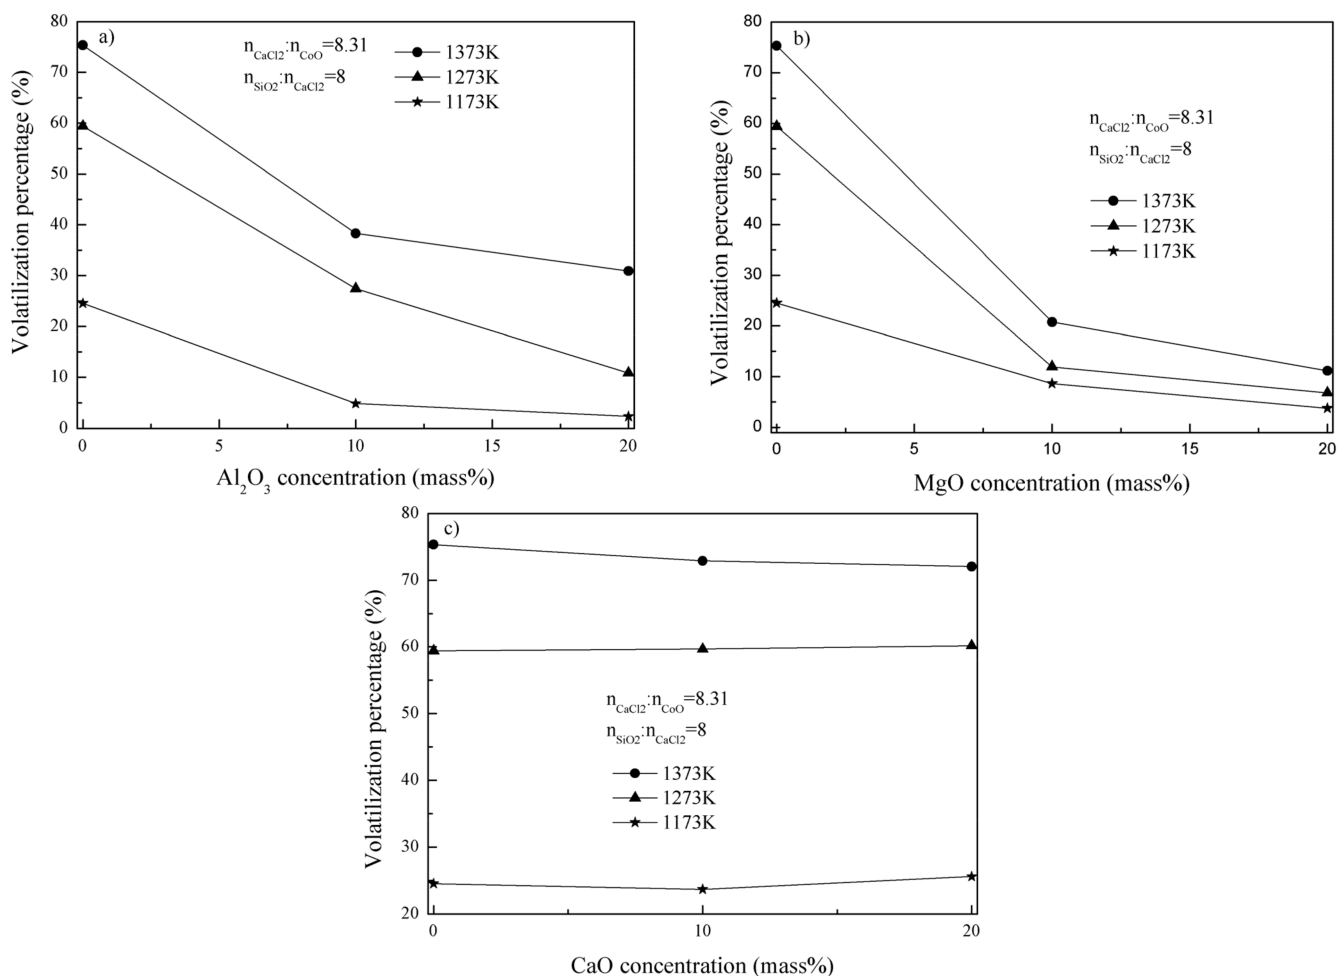 a)
n_CaCl2:n_CoO=8.31
n_SiO2:n_CaCl2=8
1373K
1273K
1173K
Volatilization percentage (%)
80
70
60
50
40
30
20
10
0
0 5 10 15 20
Al2O3 concentration (mass%)
b)
n_CaCl2:n_CoO=8.31
n_SiO2:n_CaCl2=8
1373K
1273K
1173K
Volatilization percentage (%)
80
70
60
50
40
30
20
10
0
0 5 10 15 20
MgO concentration (mass%)
c)
n_CaCl2:n_CoO=8.31
n_SiO2:n_CaCl2=8
1373K
1273K
1173K
Volatilization percentage (%)
80
70
60
50
40
30
20
0 10 20
CaO concentration (mass%)